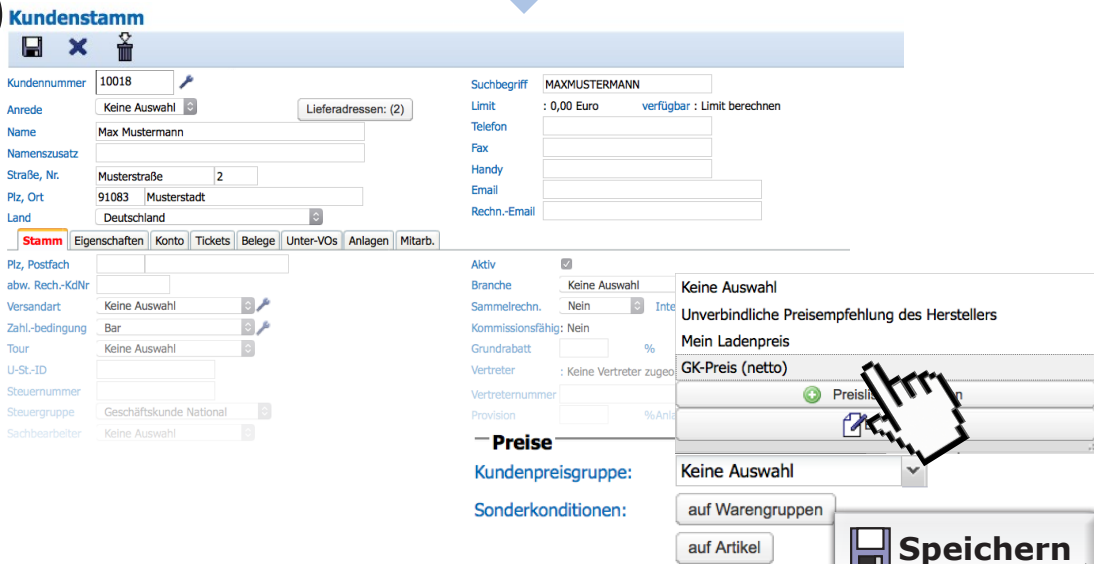 Kundenstamm
Kundennummer 10018
Anrede Keine Auswahl Lieferadressen: (2)
Name Max Mustermann
Namenszusatz
Straße, Nr. Musterstraße 2
Plz, Ort 91083 Musterstadt
Land Deutschland
Suchbegriff MAXMUSTERMANN
Limit : 0,00 Euro verfügbar : Limit berechnen
Telefon
Fax
Handy
Email
Rechn.-Email
Stamm Eigenschaften Konto Tickets Belege Unter-VOs Anlagen Mitarb.
Plz, Postfach
abw. Rech.-KdNr
Versandart Keine Auswahl
Zahl.-bedingung Bar
Tour Keine Auswahl
U-St.-ID
Steuernummer
Steuergruppe Geschäftskunde National
Sachbearbeiter Keine Auswahl
Aktiv
Branche Keine Auswahl
Sammelrechn. Nein
Kommissionsfähig: Nein
Grundrabatt %
Vertreter : Keine Vertreter
Vertreternummer
Provision %
Keine Auswahl
Unverbindliche Preisempfehlung des Herstellers
Mein Ladenpreis
GK-Preis (netto)
Preise
Kundenpreisgruppe: Keine Auswahl
Sonderkonditionen: auf Warengruppen
auf Artikel
Speichern